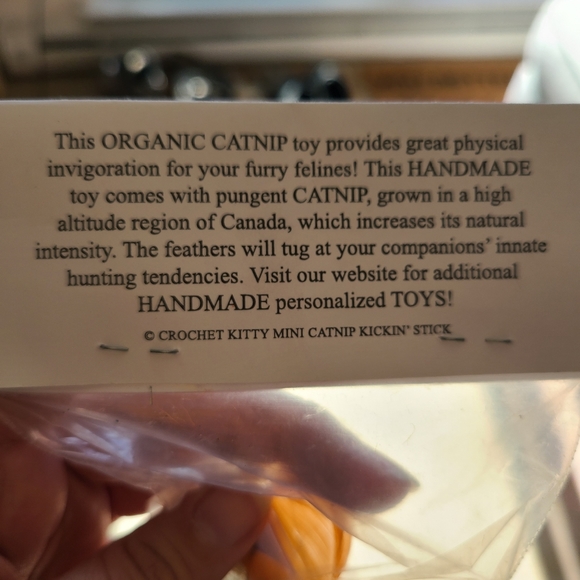 This ORGANIC CATNIP toy provides great physical
invigoration for your furry felines! This HANDMADE
toy comes with pungent CATNIP, grown in a high
altitude region of Canada, which increases its natural
intensity. The feathers will tug at your companions' innate
hunting tendencies. Visit our website for additional
HANDMADE personalized TOYS!
© CROCHET KITTY MINI CATNIP KICKIN' STICK